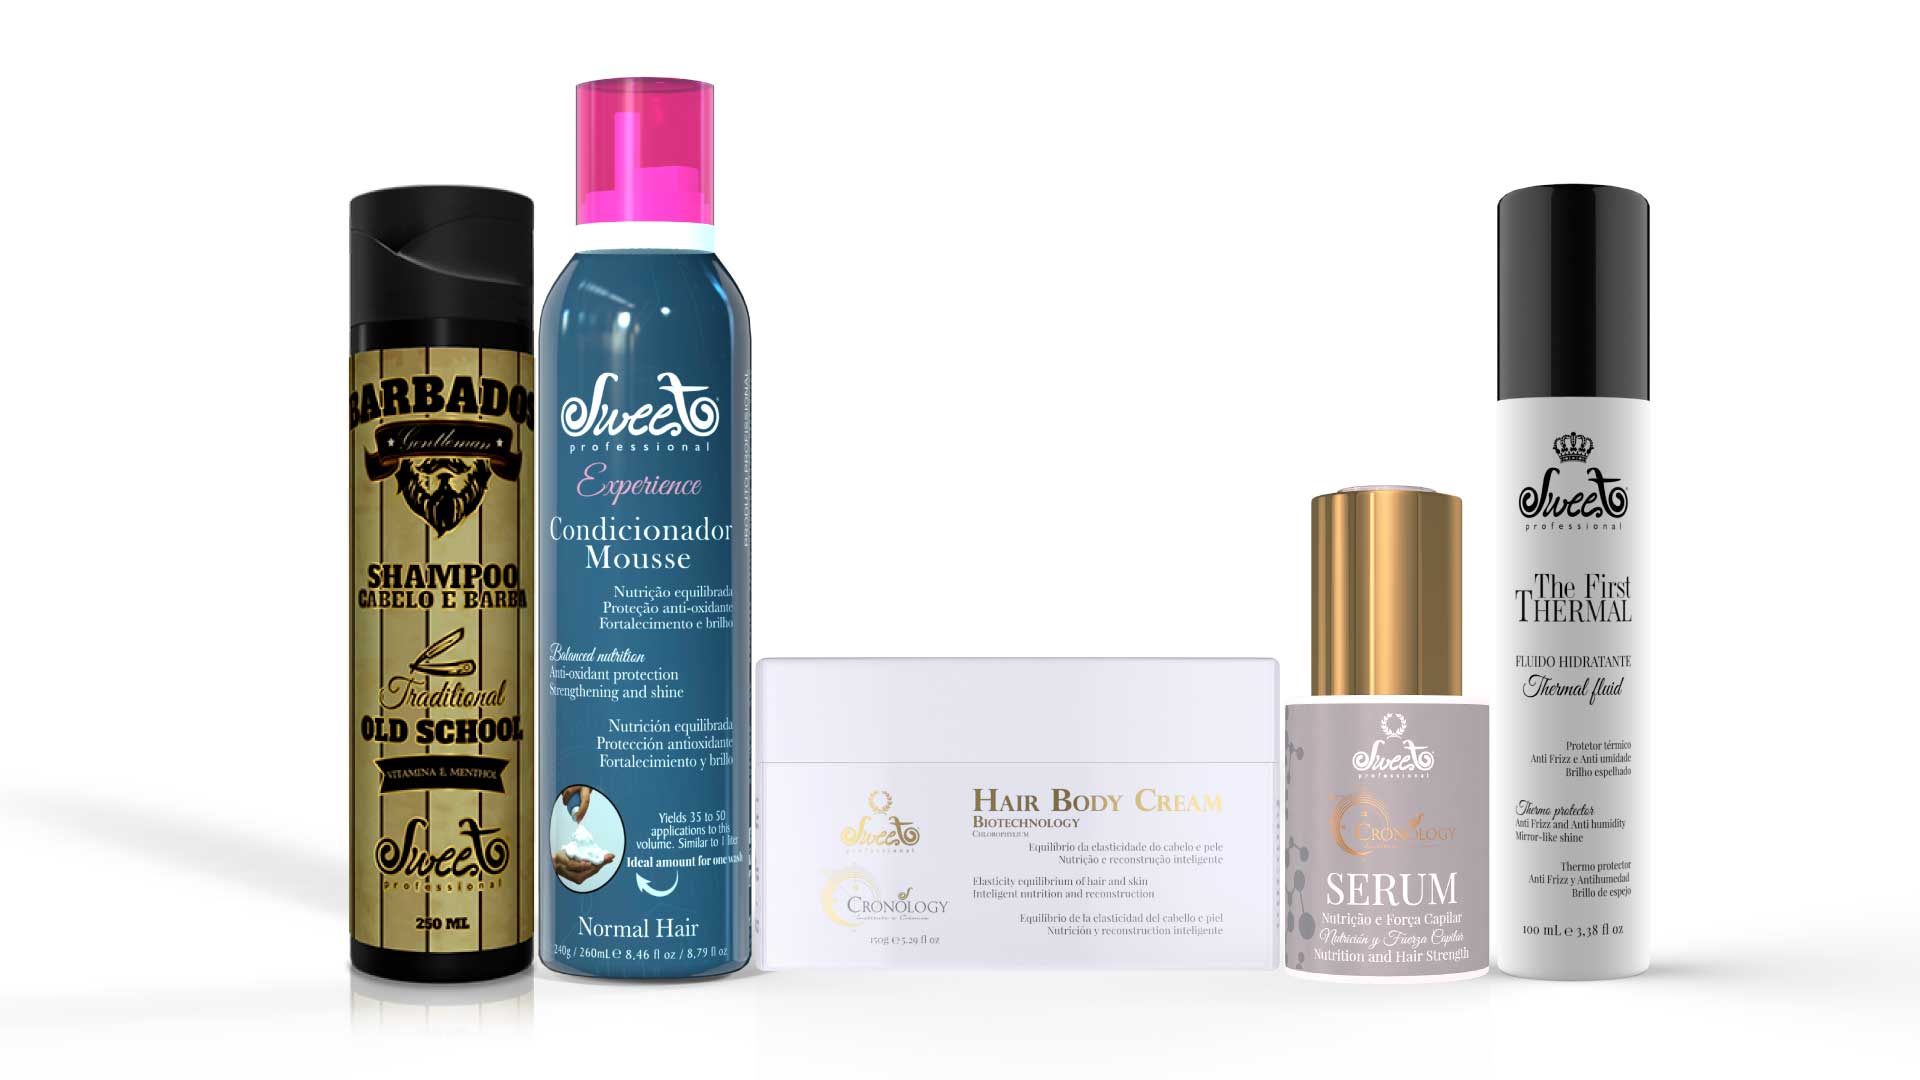 BARBADOS
Gentleman
SHAMPOO
CABELO E BARBA
Traditional
OLD SCHOOL
VITAMINA E MENTHOL
Sweet
professional
250 ML
Sweet
professional
Experience
Condicionador
Mousse
Nutrição equilibrada
Proteção anti-oxidante
Fortalecimento e brilho
Balanced nutrition
Anti-oxidant protection
Strengthening and shine
Nutrición equilibrada
Protección antioxidante
Fortalecimiento y brillo
Yields 35 to 50
applications to this
volume. Similar to 1 liter
Ideal amount for one wash
Normal Hair
240g / 260mL e 8,46 fl oz / 8,79 fl oz
PRODUTO PROFISSIONAL
Sweet
professional
CRONOLOGY
150g e 5.29 fl oz
HAIR BODY CREAM
BIOTECHNOLOGY
CHLOROPHYLIUM
Equilíbrio da elasticidade do cabelo e pele
Nutrição e reconstrução inteligente
Elasticity equilibrium of hair and skin
Inteligent nutrition and reconstruction
Equilibrio de la elasticidad del cabello e piel
Nutrición y reconstruction inteligente
Sweet
professional
CRONOLOGY
SERUM
Nutrição e Força Capilar
Nutrición y Fuerza Capilar
Nutrition and Hair Strength
Sweet
professional
The First
THERMAL
FLUIDO HIDRATANTE
Thermal fluid
Protetor térmico
Anti Frizz e Anti umidade
Brilho espelhado
Thermo protector
Anti Frizz and Anti humidity
Mirror-like shine
Thermo protector
Anti Frizz y Antihumedad
Brillo de espejo
100 mL e 3,38 fl oz